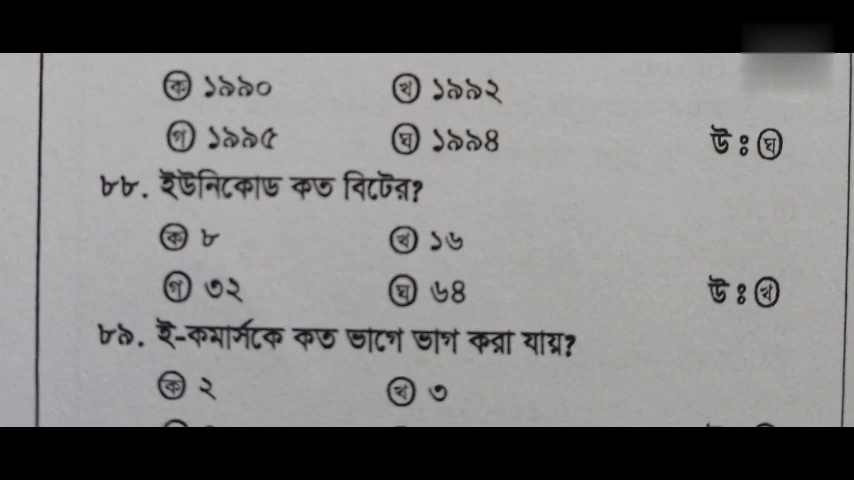 ক ১৯৯০ খ ১৯৯২
গ ১৯৯৫ ঘ ১৯৯৪ উ ঃ ঘ
৮৮. ইউনিকোড কত বিটের?
ক ৮ খ ১৬
গ ৩২ ঘ ৬৪ উ ঃ খ
৮৯. ই-কমার্সকে কত ভাগে ভাগ করা যায়?
ক ২ খ ৩